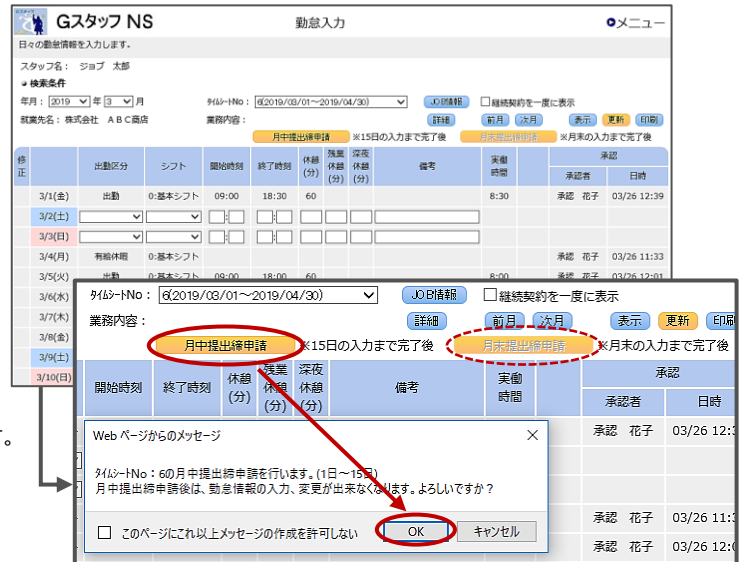 Gスタッフ NS 勤怠入力 メニュー
日々の勤怠情報を入力します。
スタッフ名： ジョブ 太郎
検索条件
年月： 2019 年 3 月 ﾀｲﾑｼｰﾄNo： 6(2019/03/01～2019/04/30) JOB情報 継続契約を一度に表示
就業先名： 株式会社 ＡＢＣ商店 業務内容： 詳細 前月 次月 表示 更新 印刷
月中提出締申請 ※15日の入力まで完了後 月末提出締申請 ※月末の入力まで完了後
修正 出勤区分 シフト 開始時刻 終了時刻 休憩(分) 残業休憩(分) 深夜休憩(分) 備考 実働時間 承認
承認者 日時
3/1(金) 出勤 0:基本シフト 09:00 18:30 60 8:30 承認 花子 03/26 12:39
3/2(土) : :
3/3(日) : :
3/4(月) 有給休暇 0:基本シフト 承認 花子 03/26 11:33
3/5(火) 出勤 0:基本シフト 09:00 18:00 60 8:00 承認 花子 03/26 12:01
3/6(水)
3/7(木)
3/8(金)
3/9(土)
3/10(日)
ﾀｲﾑｼｰﾄNo： 6(2019/03/01～2019/04/30) JOB情報 継続契約を一度に表示
業務内容： 詳細 前月 次月 表示 更新 印刷
月中提出締申請 ※15日の入力まで完了後 月末提出締申請 ※月末の入力まで完了後
開始時刻 終了時刻 休憩(分) 残業休憩(分) 深夜休憩(分) 備考 実働時間 承認
承認者 日時
承認 花子 03/26 12:3
Web ページからのメッセージ
ﾀｲﾑｼｰﾄNo：6の月中提出締申請を行います。(1日～15日)
月中提出締申請後は、勤怠情報の入力、変更が出来なくなります。よろしいですか？
このページにこれ以上メッセージの作成を許可しない OK キャンセル
承認 花子 03/26 11:3
承認 花子 03/26 12:0
。